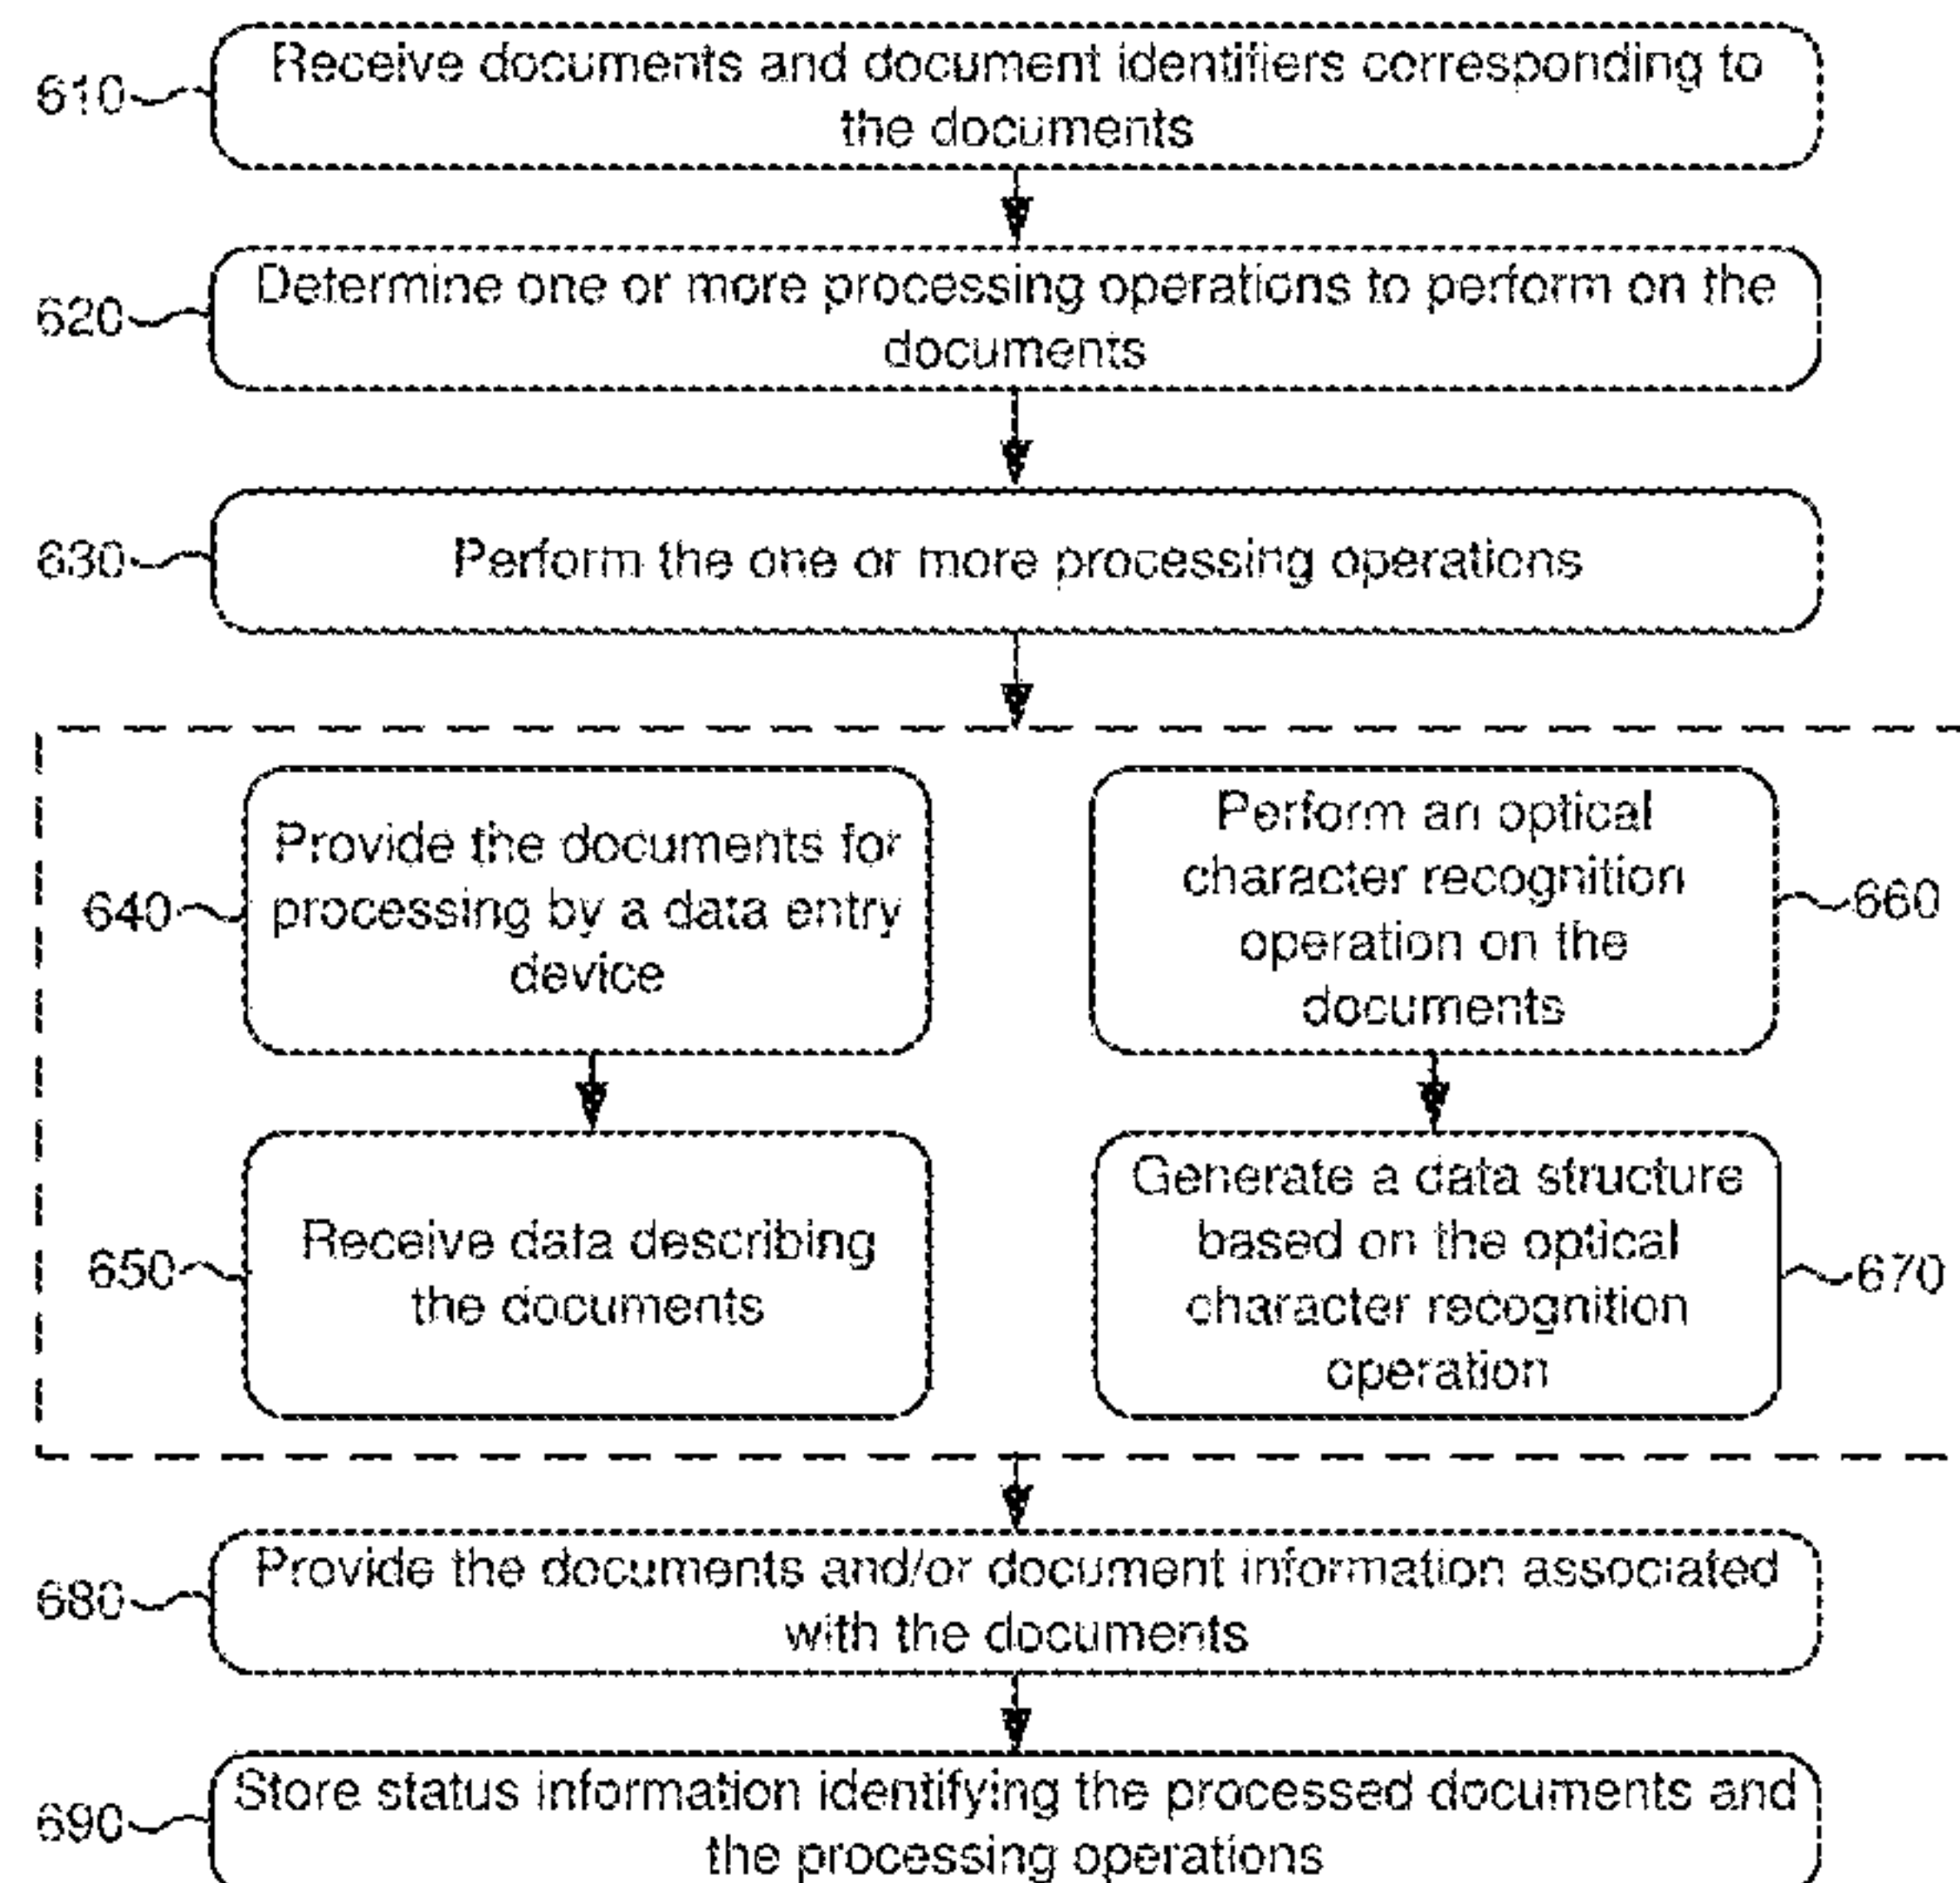 610
Receive documents and document identifiers corresponding to
the documents
620
Determine one or more processing operations to perform on the
documents
630
Perform the one or more processing operations
640
Provide the documents for
processing by a data entry
device
660
Perform an optical
character recognition
operation on the
documents
650
Receive data describing
the documents
670
Generate a data structure
based on the optical
character recognition
operation
680
Provide the documents and/or document information associated
with the documents
690
Store status information identifying the processed documents and
the processing operations